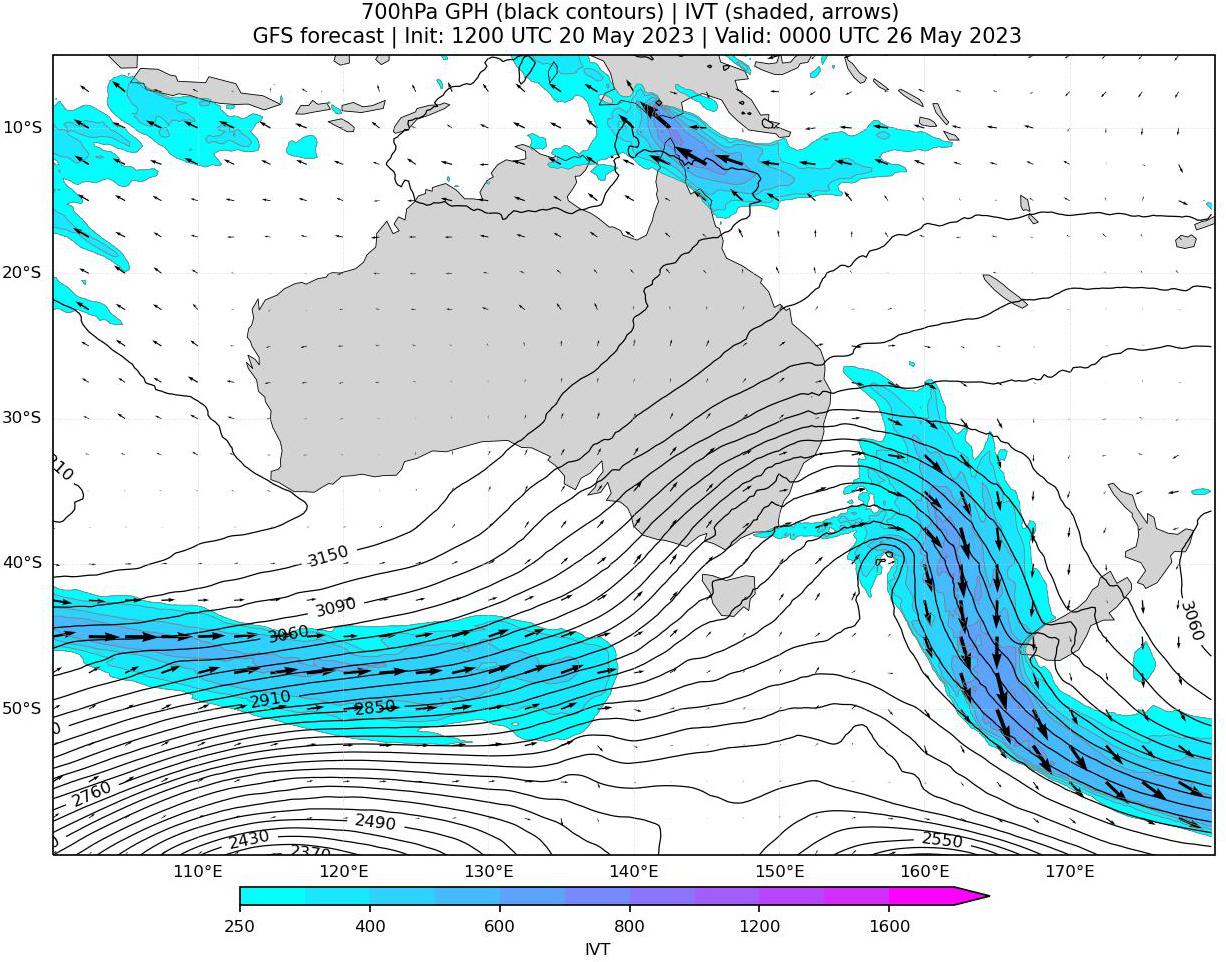 700hPa GPH (black contours) | IVT (shaded, arrows)
GFS forecast | Init: 1200 UTC 20 May 2023 | Valid: 0000 UTC 26 May 2023
10°S
20°S
30°S
40°S
50°S
3150
3090
3060
3060
2910
2850
2760
2490
2430
2370
2550
110°E
120°E
130°E
140°E
150°E
160°E
170°E
250
400
600
800
1200
1600
IVT